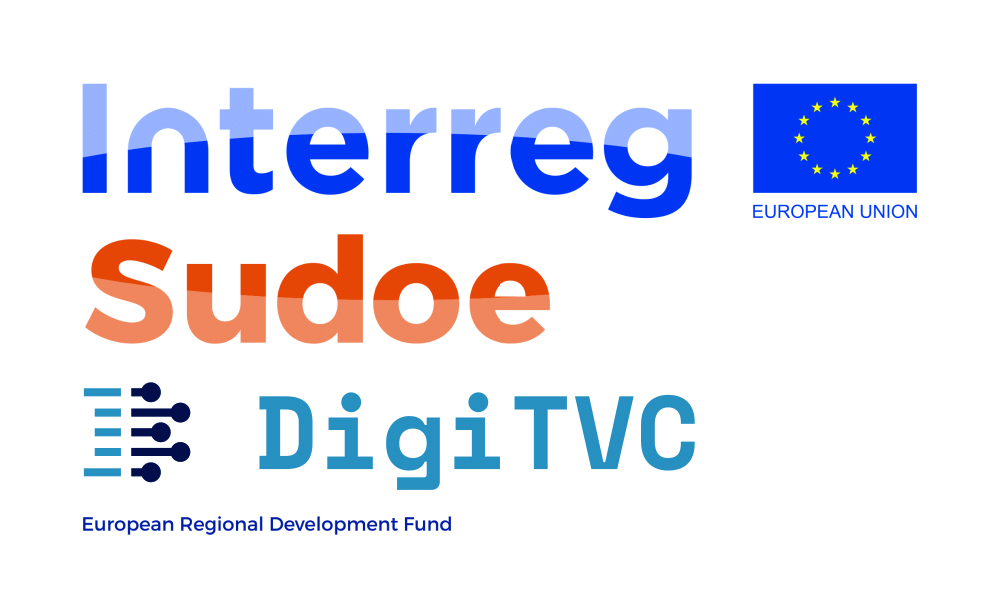 Interreg
EUROPEAN UNION
Sudoe
DigiTVC
European Regional Development Fund